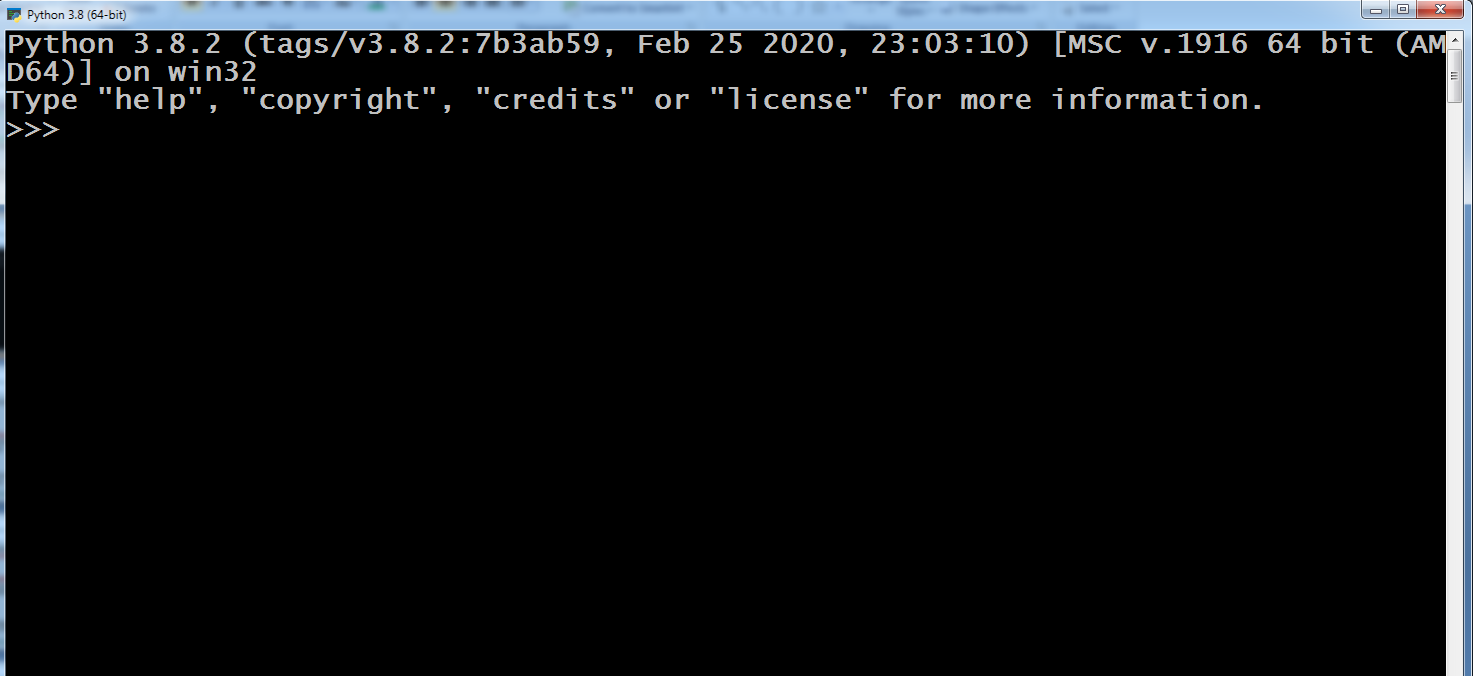 Python 3.8 (64-bit)
Python 3.8.2 (tags/v3.8.2:7b3ab59, Feb 25 2020, 23:03:10) [MSC v.1916 64 bit (AM
D64)] on win32
Type "help", "copyright", "credits" or "license" for more information.
>>>